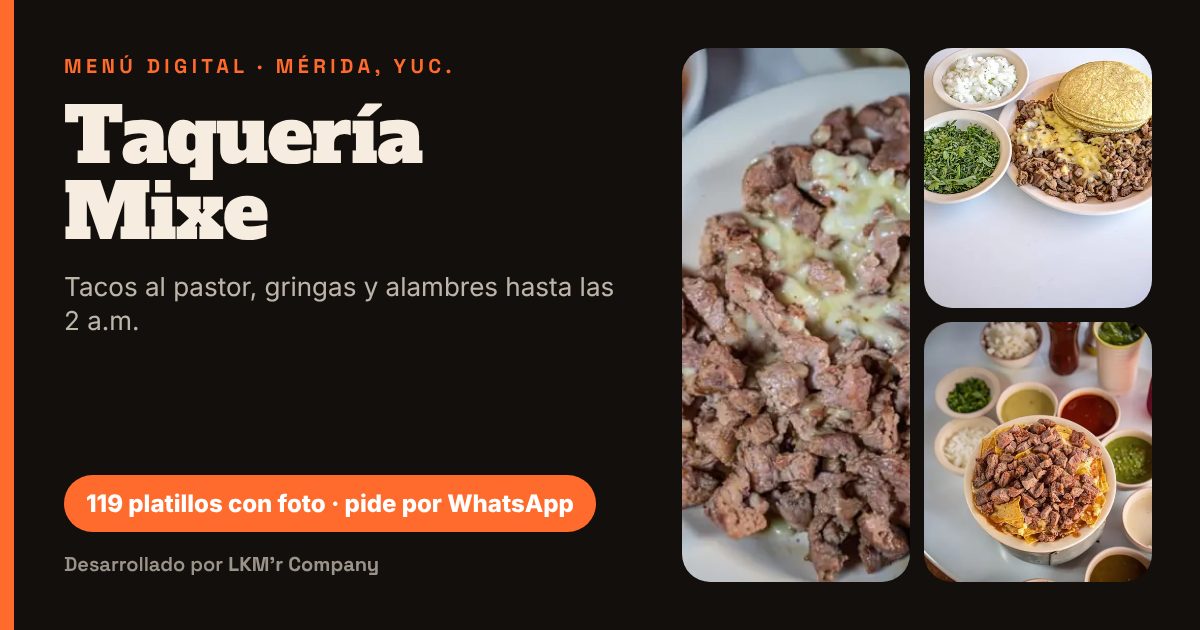 MENÚ DIGITAL · MÉRIDA, YUC.
Taquería
Mixe
Tacos al pastor, gringas y alambres hasta las
2 a.m.
119 platillos con foto · pide por WhatsApp
Desarrollado por LKM’r Company